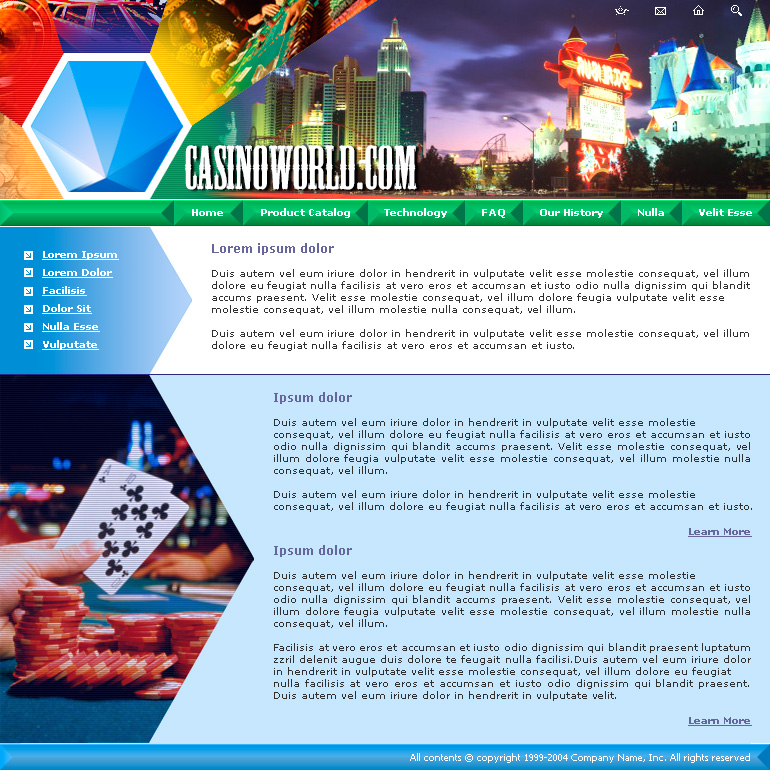 CASINOWORLD.COM
Home
Product Catalog
Technology
FAQ
Our History
Nulla
Velit Esse
Lorem Ipsum
Lorem Dolor
Facilisis
Dolor Sit
Nulla Esse
Vulputate
Lorem ipsum dolor
Duis autem vel eum iriure dolor in hendrerit in vulputate velit esse molestie consequat, vel illum
dolore eu feugiat nulla facilisis at vero eros et accumsan et iusto odio nulla dignissim qui blandit
accums praesent. Velit esse molestie consequat, vel illum dolore feugia vulputate velit esse
molestie consequat, vel illum molestie nulla consequat, vel illum.
Duis autem vel eum iriure dolor in hendrerit in vulputate velit esse molestie consequat, vel illum
dolore eu feugiat nulla facilisis at vero eros et accumsan et iusto.
Ipsum dolor
Duis autem vel eum iriure dolor in hendrerit in vulputate velit esse molestie
consequat, vel illum dolore eu feugiat nulla facilisis at vero eros et accumsan et iusto
odio nulla dignissim qui blandit accums praesent. Velit esse molestie consequat, vel
illum dolore feugia vulputate velit esse molestie consequat, vel illum molestie nulla
consequat, vel illum.
Duis autem vel eum iriure dolor in hendrerit in vulputate velit esse molestie
consequat, vel illum dolore eu feugiat nulla facilisis at vero eros et accumsan et iusto.
Learn More
Ipsum dolor
Duis autem vel eum iriure dolor in hendrerit in vulputate velit esse molestie
consequat, vel illum dolore eu feugiat nulla facilisis at vero eros et accumsan et iusto
odio nulla dignissim qui blandit accums praesent. Velit esse molestie consequat, vel
illum dolore feugia vulputate velit esse molestie consequat, vel illum molestie nulla
consequat, vel illum.
Facilisis at vero eros et accumsan et iusto odio dignissim qui blandit praesent luptatum
zzril delenit augue duis dolore te feugait nulla facilisi.Duis autem vel eum iriure dolor
in hendrerit in vulputate velit esse molestie consequat, vel illum dolore eu feugiat
nulla facilisis at vero eros et accumsan et iusto odio dignissim qui blandit praesent.
Duis autem vel eum iriure dolor in hendrerit in vulputate velit.
Learn More
All contents © copyright 1999-2004 Company Name, Inc. All rights reserved